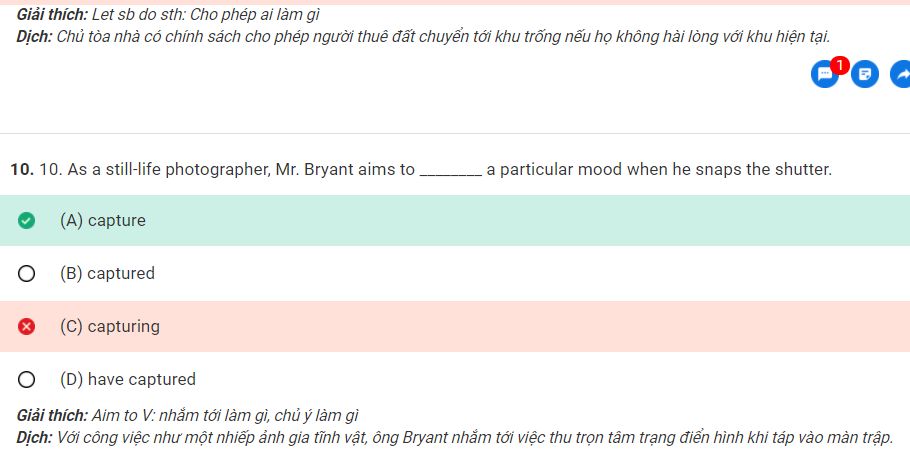 Giải thích: Let sb do sth: Cho phép ai làm gì
Dịch: Chủ tòa nhà có chính sách cho phép người thuê đất chuyển tới khu trống nếu họ không hài lòng với khu hiện tại.
1
10. 10. As a still-life photographer, Mr. Bryant aims to ________ a particular mood when he snaps the shutter.
(A) capture
(B) captured
(C) capturing
(D) have captured
Giải thích: Aim to V: nhắm tới làm gì, chủ ý làm gì
Dịch: Với công việc như một nhiếp ảnh gia tĩnh vật, ông Bryant nhắm tới việc thu trọn tâm trạng điển hình khi táp vào màn trập.